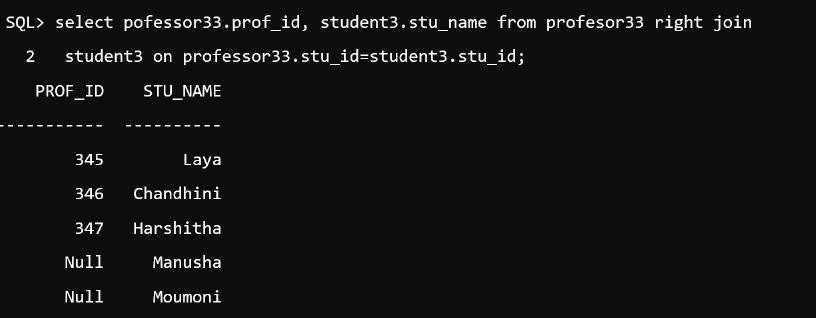 SQL> select pofessor33.prof_id, student3.stu_name from profesor33 right join
2 student3 on professor33.stu_id=student3.stu_id;
PROF_ID STU_NAME
----------- ----------
345 Laya
346 Chandhini
347 Harshitha
Null Manusha
Null Moumoni